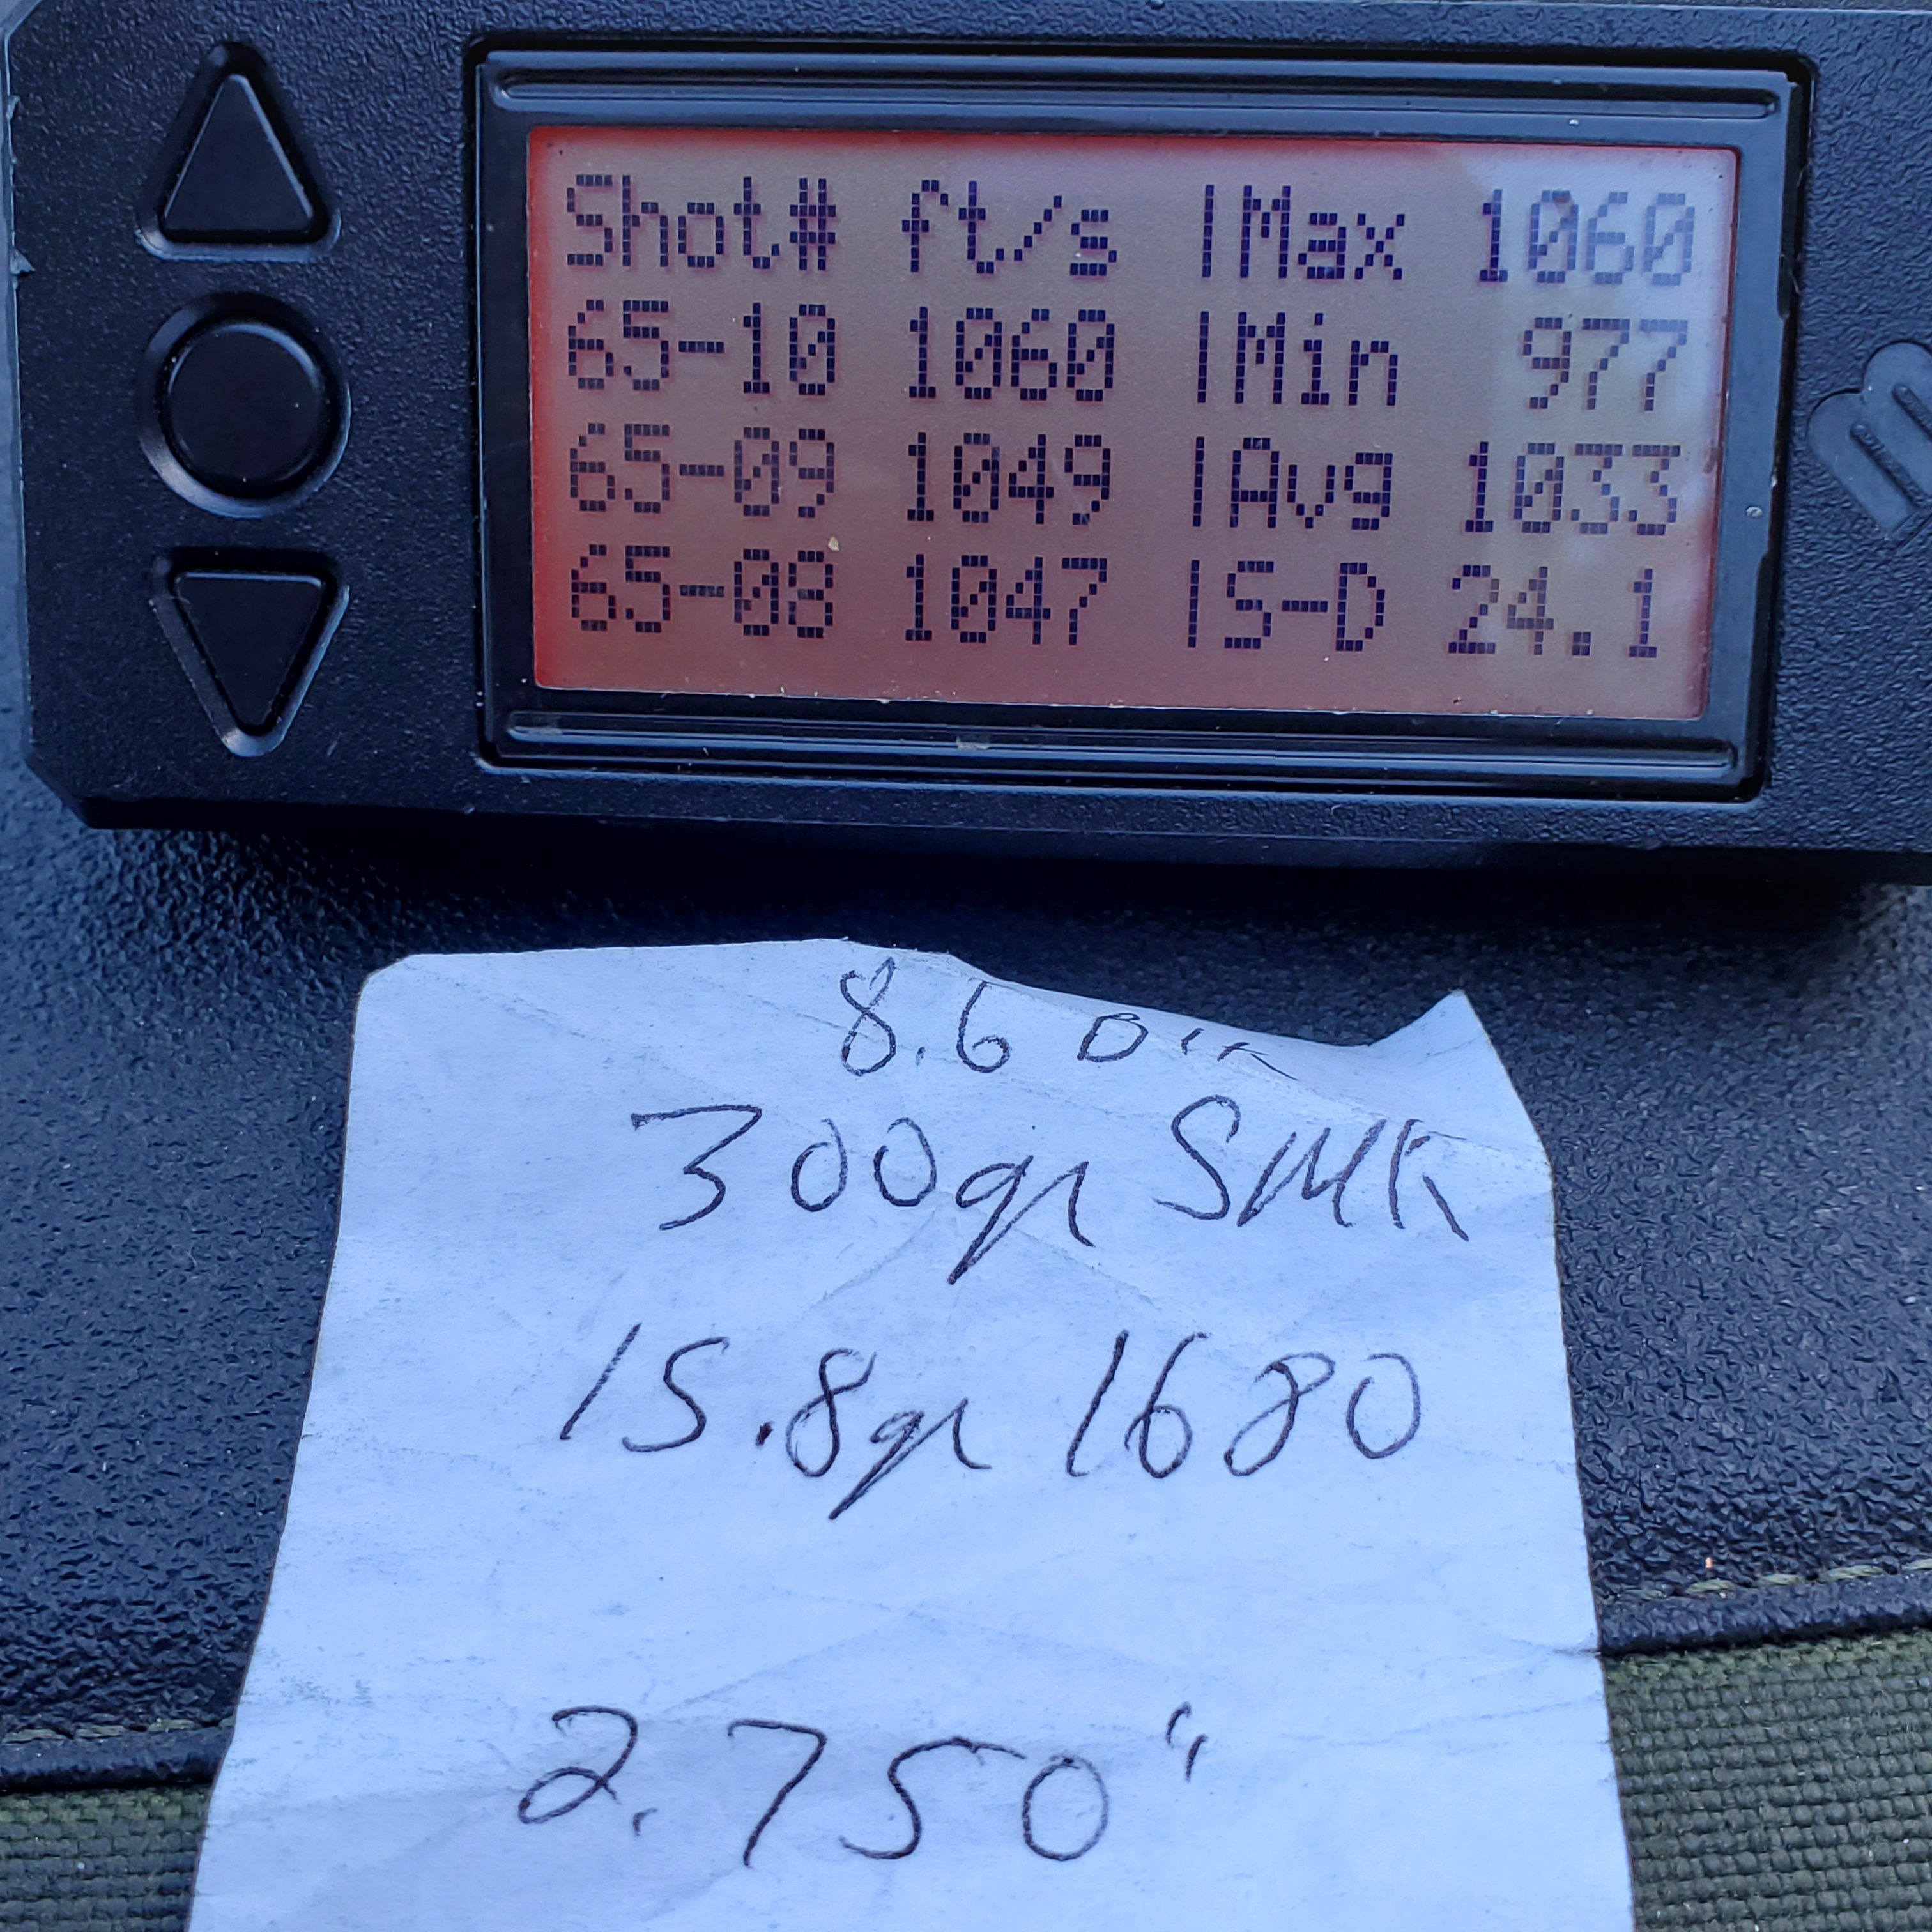 Shot# ft/s |Max 1060
65-10 1060 |Min 977
65-09 1049 |Avg 1033
65-08 1047 |S-D 24.1
8.6 Blk
300gr SMK
15.8gr 1680
2.750"